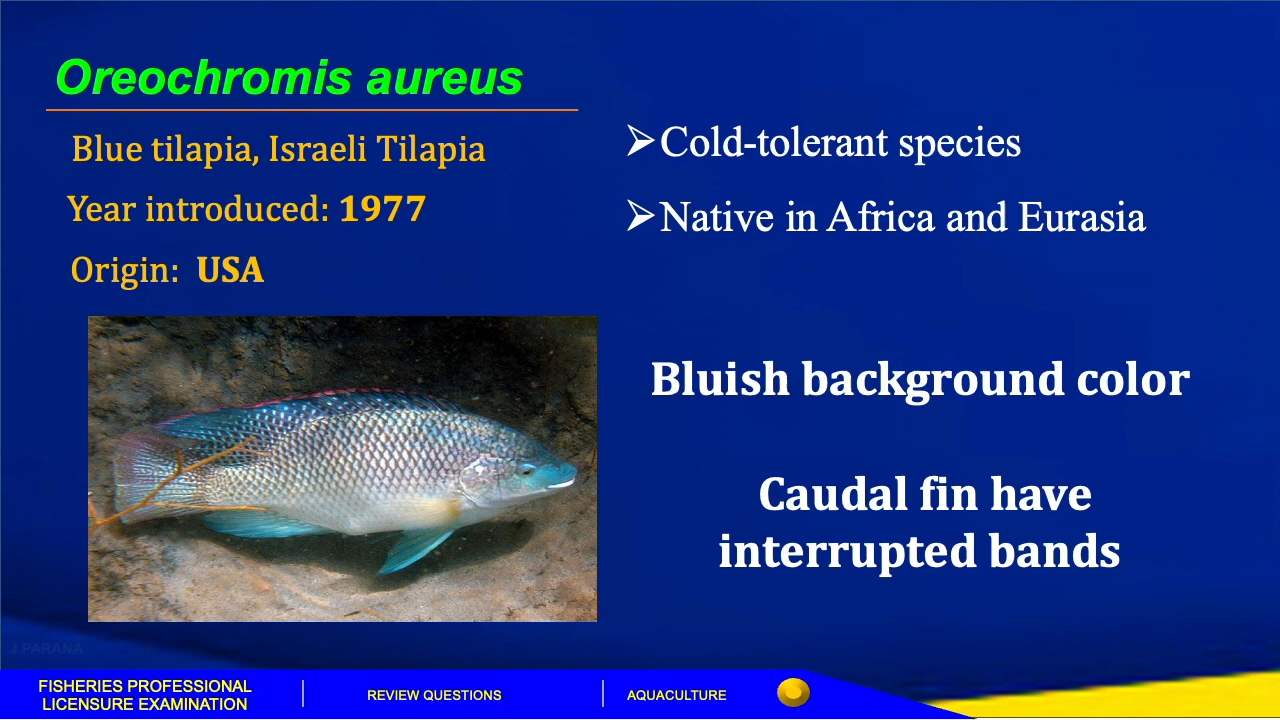 Oreochromis aureus
Blue tilapia, Israeli Tilapia
Year introduced: 1977
Origin: USA
➢Cold-tolerant species
➢Native in Africa and Eurasia
Bluish background color
Caudal fin have
interrupted bands
J.PARANA
FISHERIES PROFESSIONAL
LICENSURE EXAMINATION
REVIEW QUESTIONS
AQUACULTURE